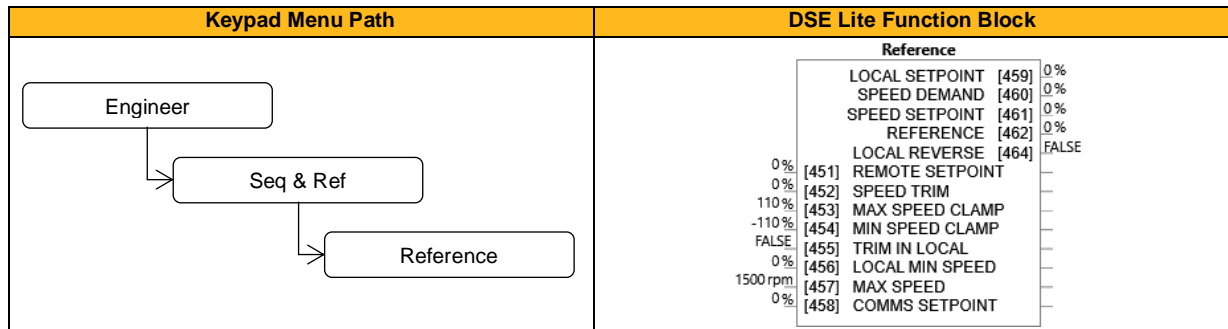 Keypad Menu Path
DSE Lite Function Block
Engineer
Seq & Ref
Reference
Reference
LOCAL SETPOINT [459] 0 %
SPEED DEMAND [460] 0 %
SPEED SETPOINT [461] 0 %
REFERENCE [462] 0 %
LOCAL REVERSE [464] FALSE
0 % [451] REMOTE SETPOINT
0 % [452] SPEED TRIM
110 % [453] MAX SPEED CLAMP
-110 % [454] MIN SPEED CLAMP
FALSE [455] TRIM IN LOCAL
0 % [456] LOCAL MIN SPEED
1500 rpm [457] MAX SPEED
0 % [458] COMMS SETPOINT